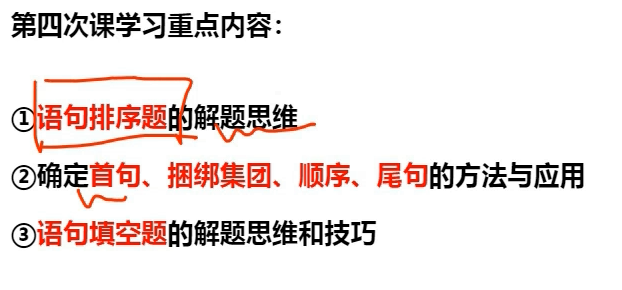 第四次课学习重点内容：
①语句排序题的解题思维
②确定首句、捆绑集团、顺序、尾句的方法与应用
③语句填空题的解题思维和技巧